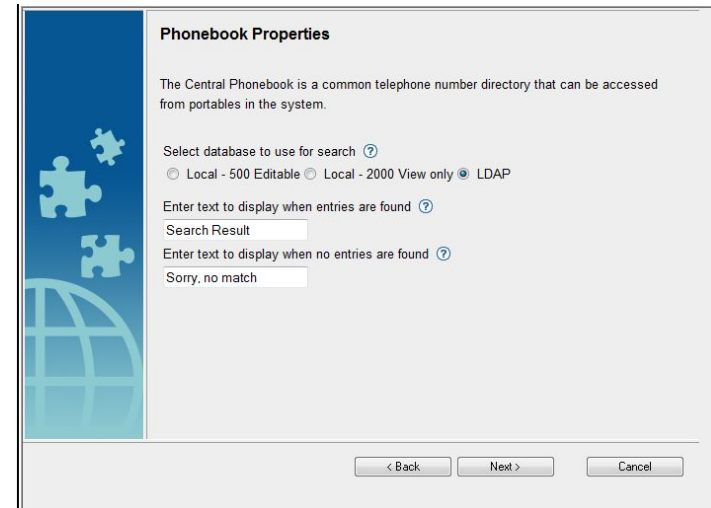 Phonebook Properties
The Central Phonebook is a common telephone number directory that can be accessed
from portables in the system.
Select database to use for search ?
Local - 500 Editable Local - 2000 View only LDAP
Enter text to display when entries are found ?
Search Result
Enter text to display when no entries are found ?
Sorry, no match
< Back Next > Cancel